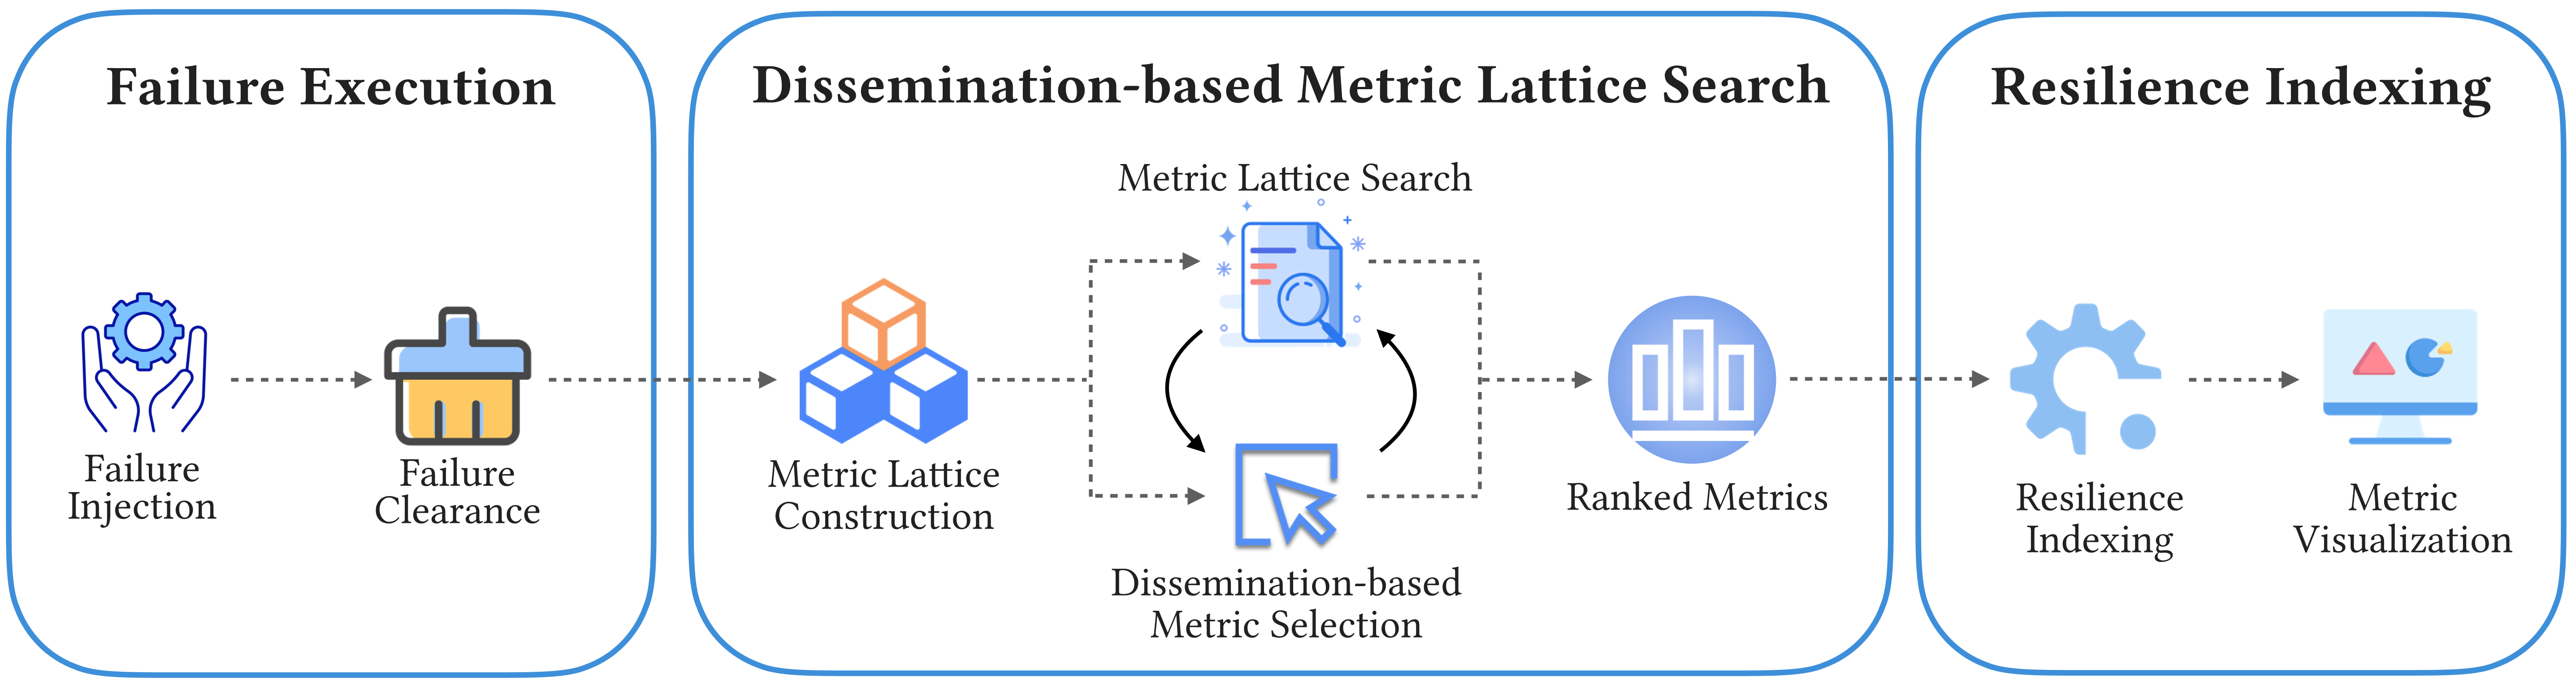 Failure Execution
Failure
Injection
Failure
Clearance
Dissemination-based Metric Lattice Search
Metric Lattice
Construction
Metric Lattice Search
Dissemination-based
Metric Selection
Ranked Metrics
Resilience Indexing
Resilience
Indexing
Metric
Visualization